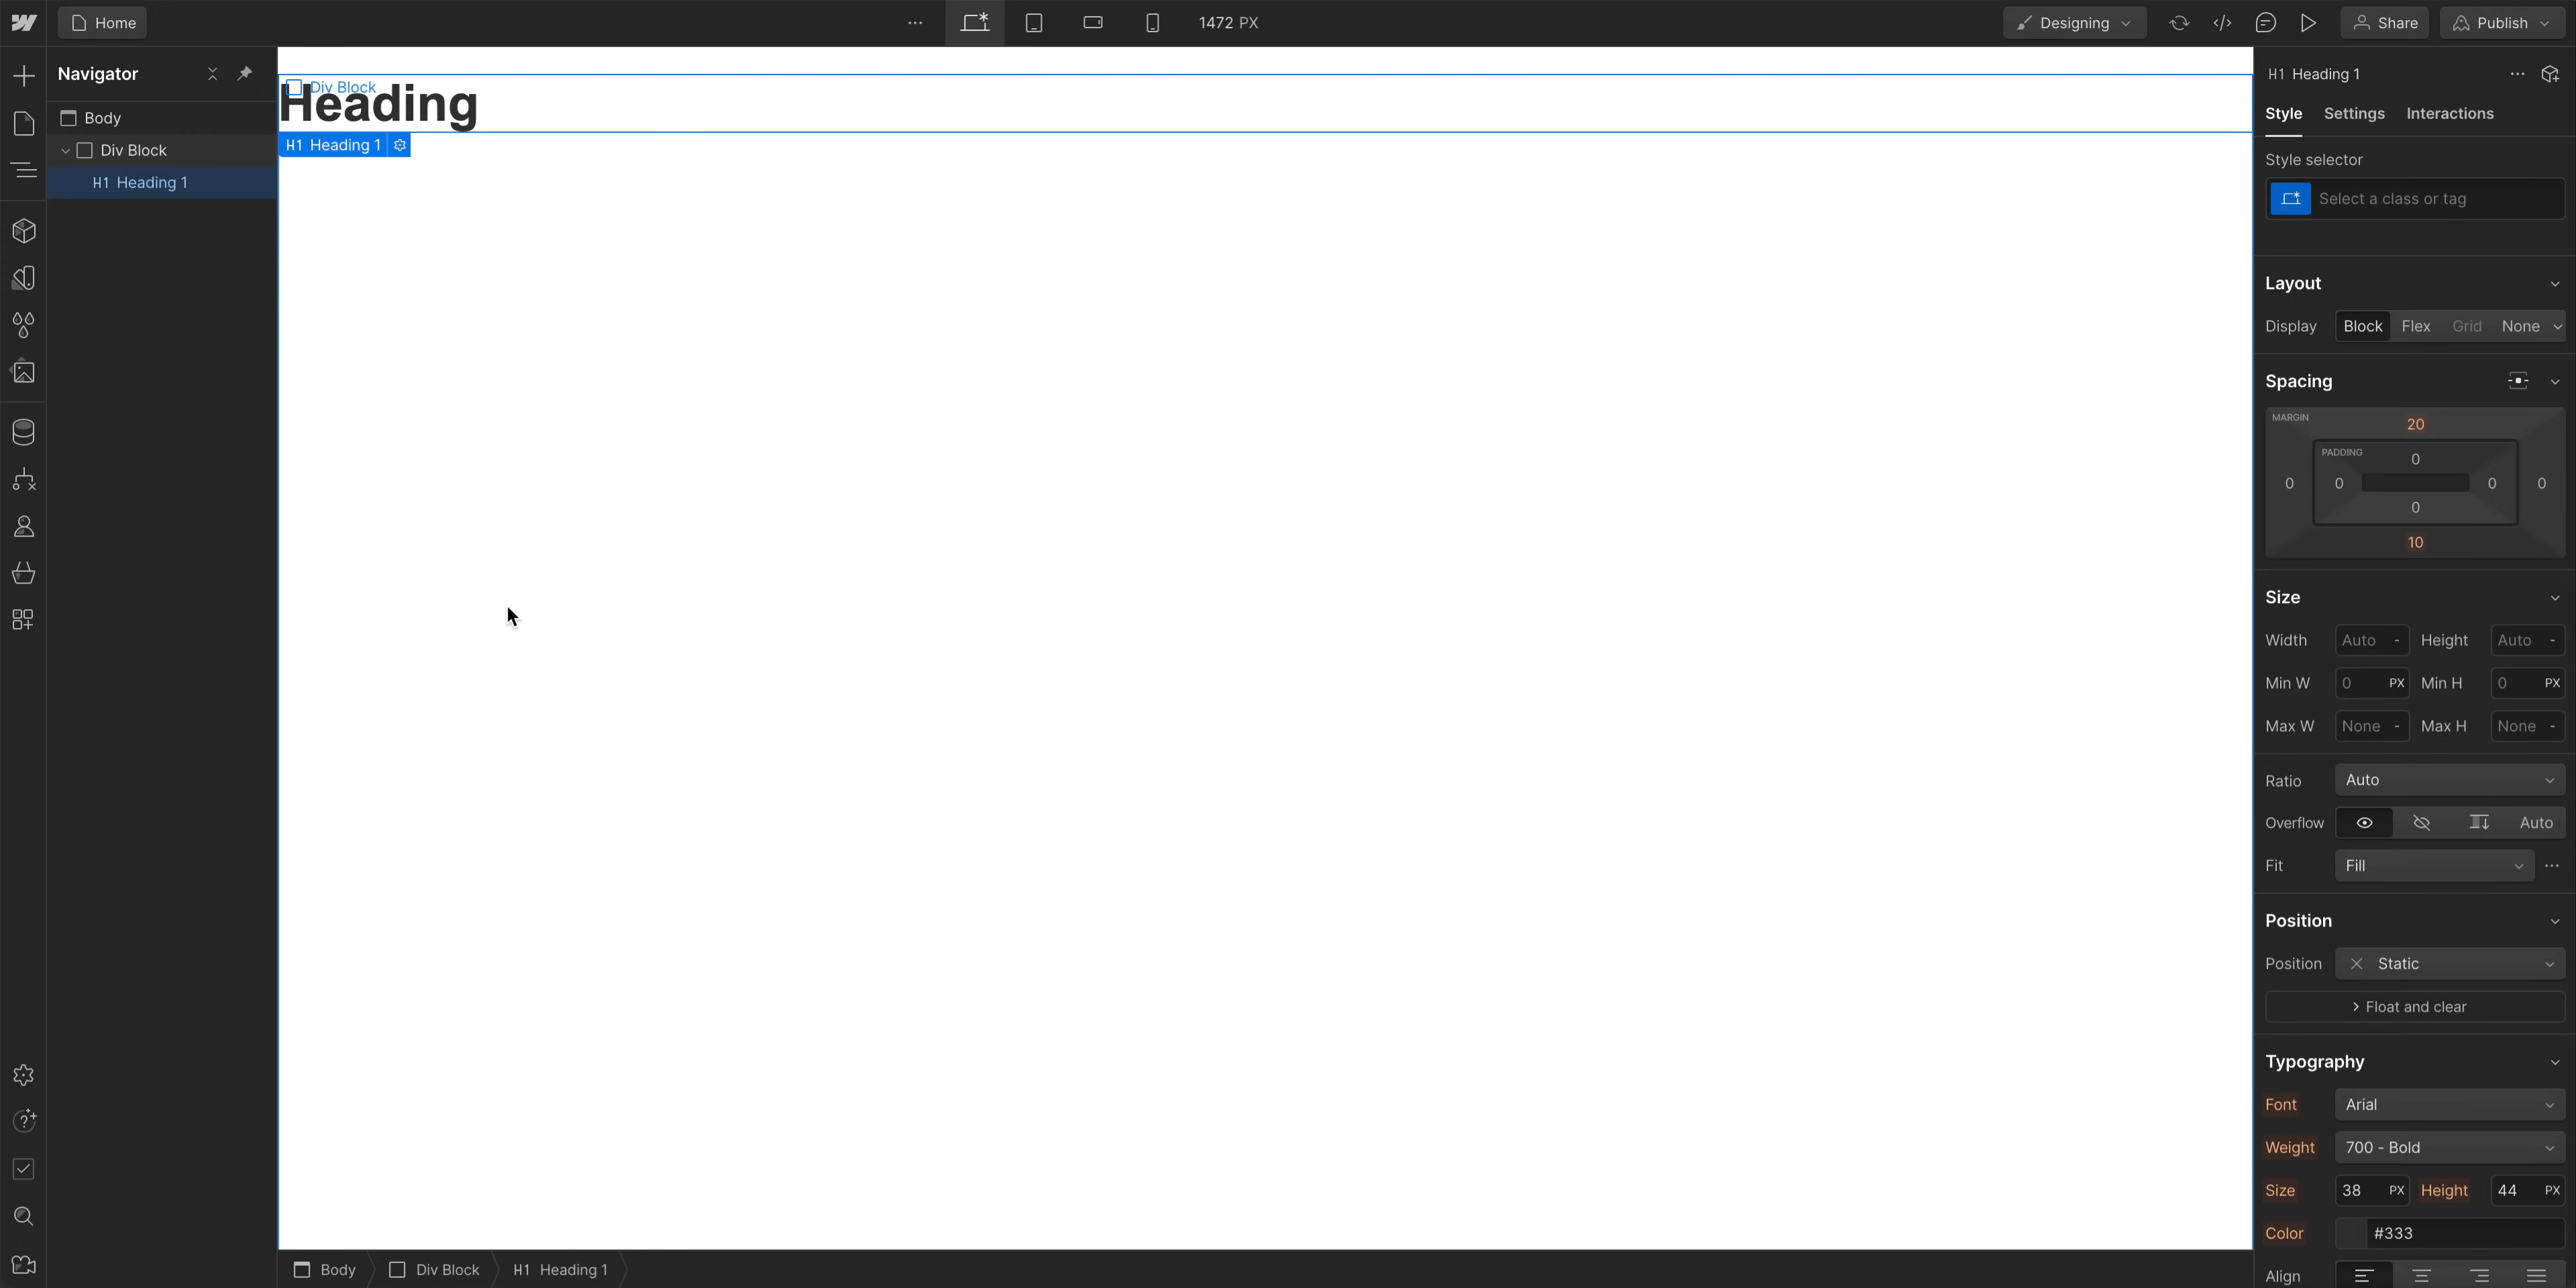 Home
1472 PX
Designing
Share
Publish
Navigator
Body
Div Block
H1 Heading 1
Div Block
Heading
H1 Heading 1
H1 Heading 1
Style Settings Interactions
Style selector
Select a class or tag
Layout
Display Block Flex Grid None
Spacing
MARGIN
20
PADDING
0
0 0 0 0
0
10
Size
Width Auto - Height Auto -
Min W 0 PX Min H 0 PX
Max W None - Max H None -
Ratio Auto
Overflow Auto
Fit Fill
Position
Position Static
Float and clear
Typography
Font Arial
Weight 700 - Bold
Size 38 PX Height 44 PX
Color #333
Align
Body Div Block H1 Heading 1